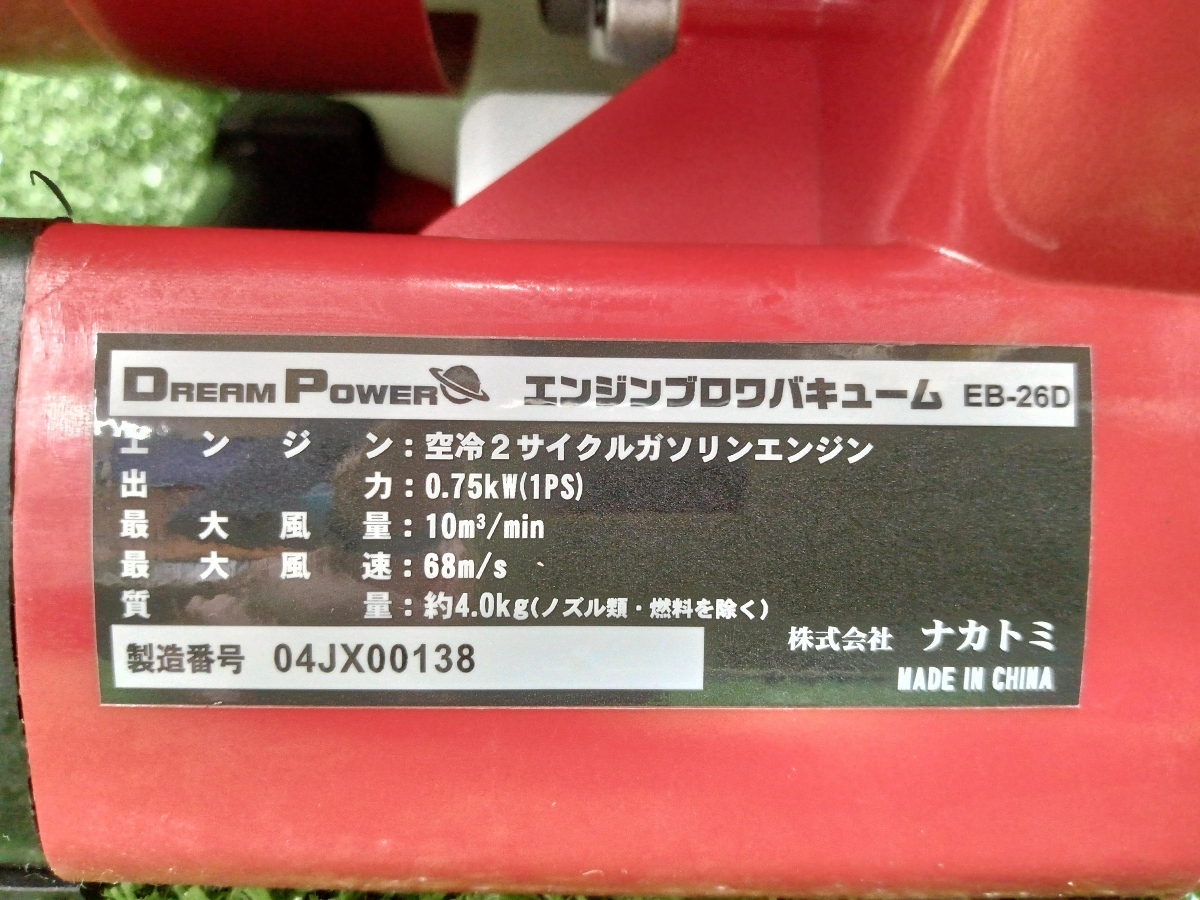 DREAM POWER エンジンブロワバキューム EB-26D
エンジン：空冷２サイクルガソリンエンジン
出力：0.75kW(1PS)
最大風量：10m³/min
最大風速：68m/s
質量：約4.0kg(ノズル類・燃料を除く)
製造番号 04JX00138
株式会社 ナカトミ
MADE IN CHINA